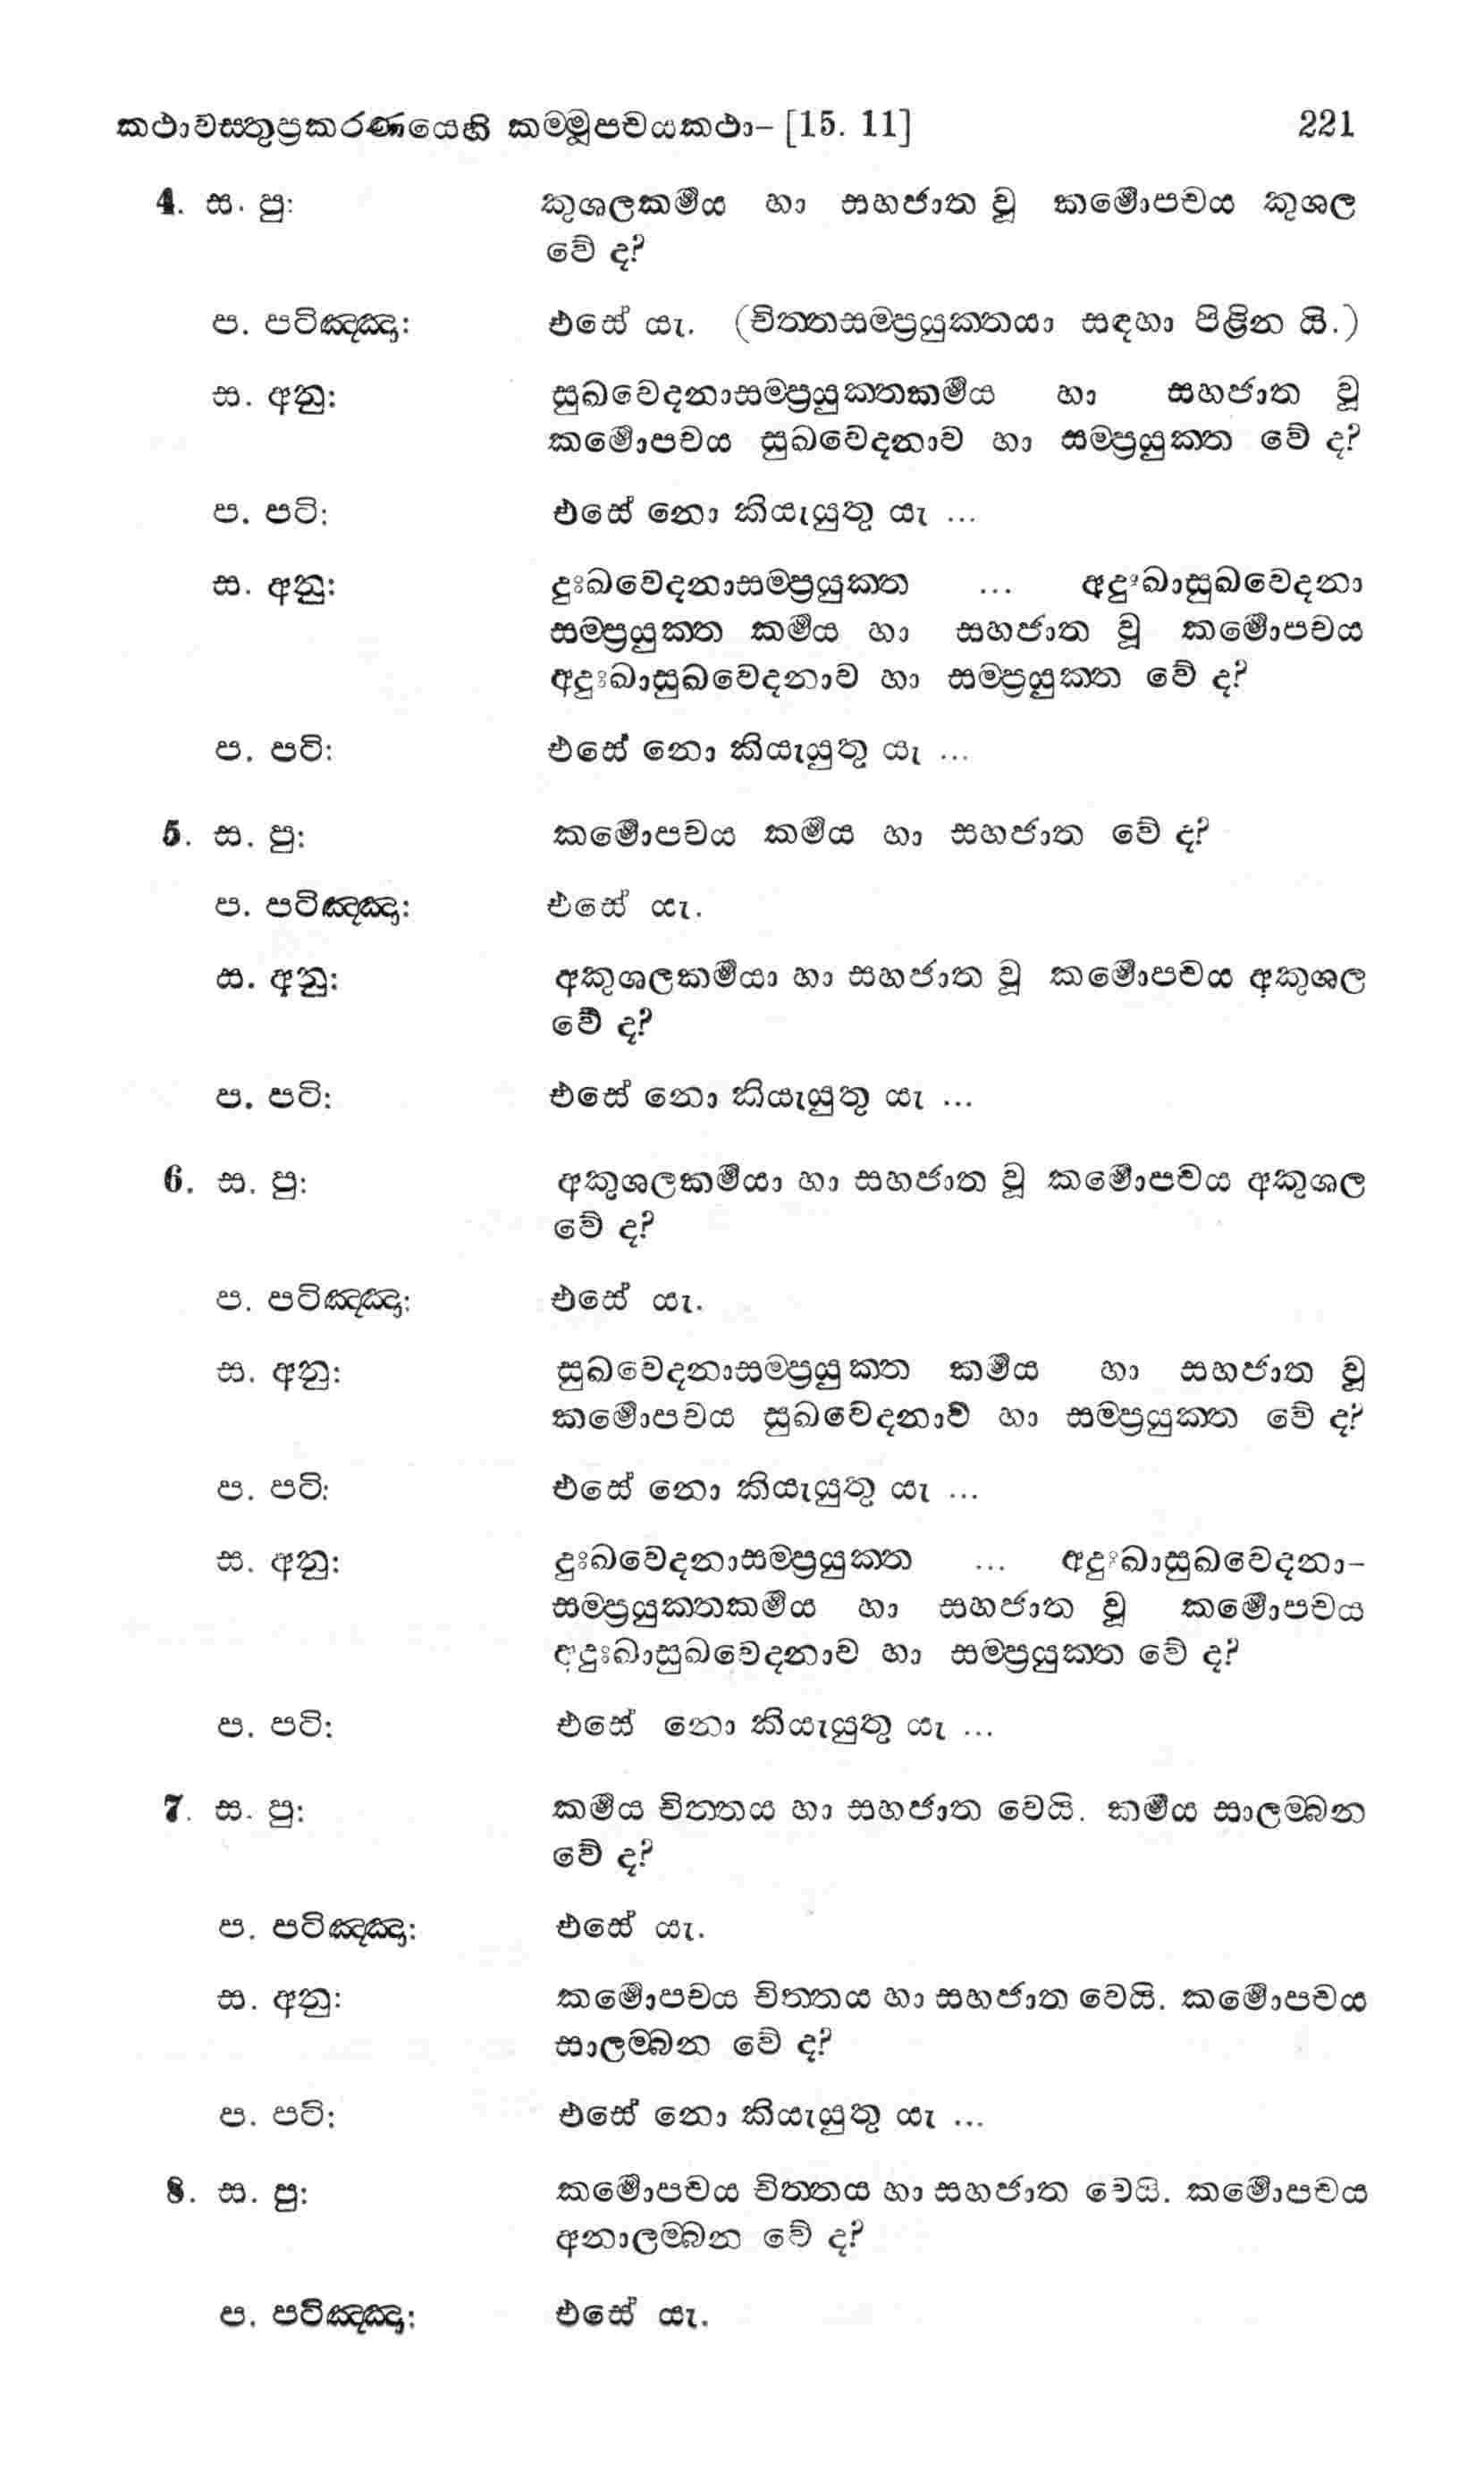 කථාවස්තුප්‍රකරණයෙහි කම්මූපචයකථා– [15. 11] 221
4. ස. පු: කුශලකර්මය හා සහජාත වූ කර්මෝපචය කුශල
වේ ද?
ප. පටිඤ්ඤා: එසේ යැ. (චිත්තසම්ප්‍රයුක්තයා සඳහා පිළින යි.)
ස. අනු: සුඛවෙදනාසම්ප්‍රයුක්තකර්මය හා සහජාත වූ
කර්මෝපචය සුඛවෙදනාව හා සම්ප්‍රයුක්ත වේ ද?
ප. පටි: එසේ නො කියැයුතු යැ ...
ස. අනු: දුඃඛවෙදනාසම්ප්‍රයුක්ත ... අදුඃඛාසුඛවෙදනා
සම්ප්‍රයුක්ත කර්මය හා සහජාත වූ කර්මෝපචය
අදුඃඛාසුඛවෙදනාව හා සම්ප්‍රයුක්ත වේ ද?
ප. පටි: එසේ නො කියැයුතු යැ ...
5. ස. පු: කර්මෝපචය කර්මය හා සහජාත වේ ද?
ප. පටිඤ්ඤා: එසේ යැ.
ස. අනු: අකුශලකර්මයා හා සහජාත වූ කර්මෝපචය අකුශල
වේ ද?
ප. පටි: එසේ නො කියැයුතු යැ ...
6. ස. පු: අකුශලකර්මයා හා සහජාත වූ කර්මෝපචය අකුශල
වේ ද?
ප. පටිඤ්ඤා: එසේ යැ.
ස. අනු: සුඛවෙදනාසම්ප්‍රයුක්ත කර්මය හා සහජාත වූ
කර්මෝපචය සුඛවෙදනාව හා සම්ප්‍රයුක්ත වේ ද?
ප. පටි: එසේ නො කියැයුතු යැ ...
ස. අනු: දුඃඛවෙදනාසම්ප්‍රයුක්ත ... අදුඃඛාසුඛවෙදනා–
සම්ප්‍රයුක්තකර්මය හා සහජාත වූ කර්මෝපචය
අදුඃඛාසුඛවෙදනාව හා සම්ප්‍රයුක්ත වේ ද?
ප. පටි: එසේ නො කියැයුතු යැ ...
7. ස. පු: කර්මය චිත්තය හා සහජාත වෙයි. කර්මය සාලම්බන
වේ ද?
ප. පටිඤ්ඤා: එසේ යැ.
ස. අනු: කර්මෝපචය චිත්තය හා සහජාත වෙයි. කර්මෝපචය
සාලම්බන වේ ද?
ප. පටි: එසේ නො කියැයුතු යැ ...
8. ස. පු: කර්මෝපචය චිත්තය හා සහජාත වෙයි. කර්මෝපචය
අනාලම්බන වේ ද?
ප. පටිඤ්ඤා: එසේ යැ.